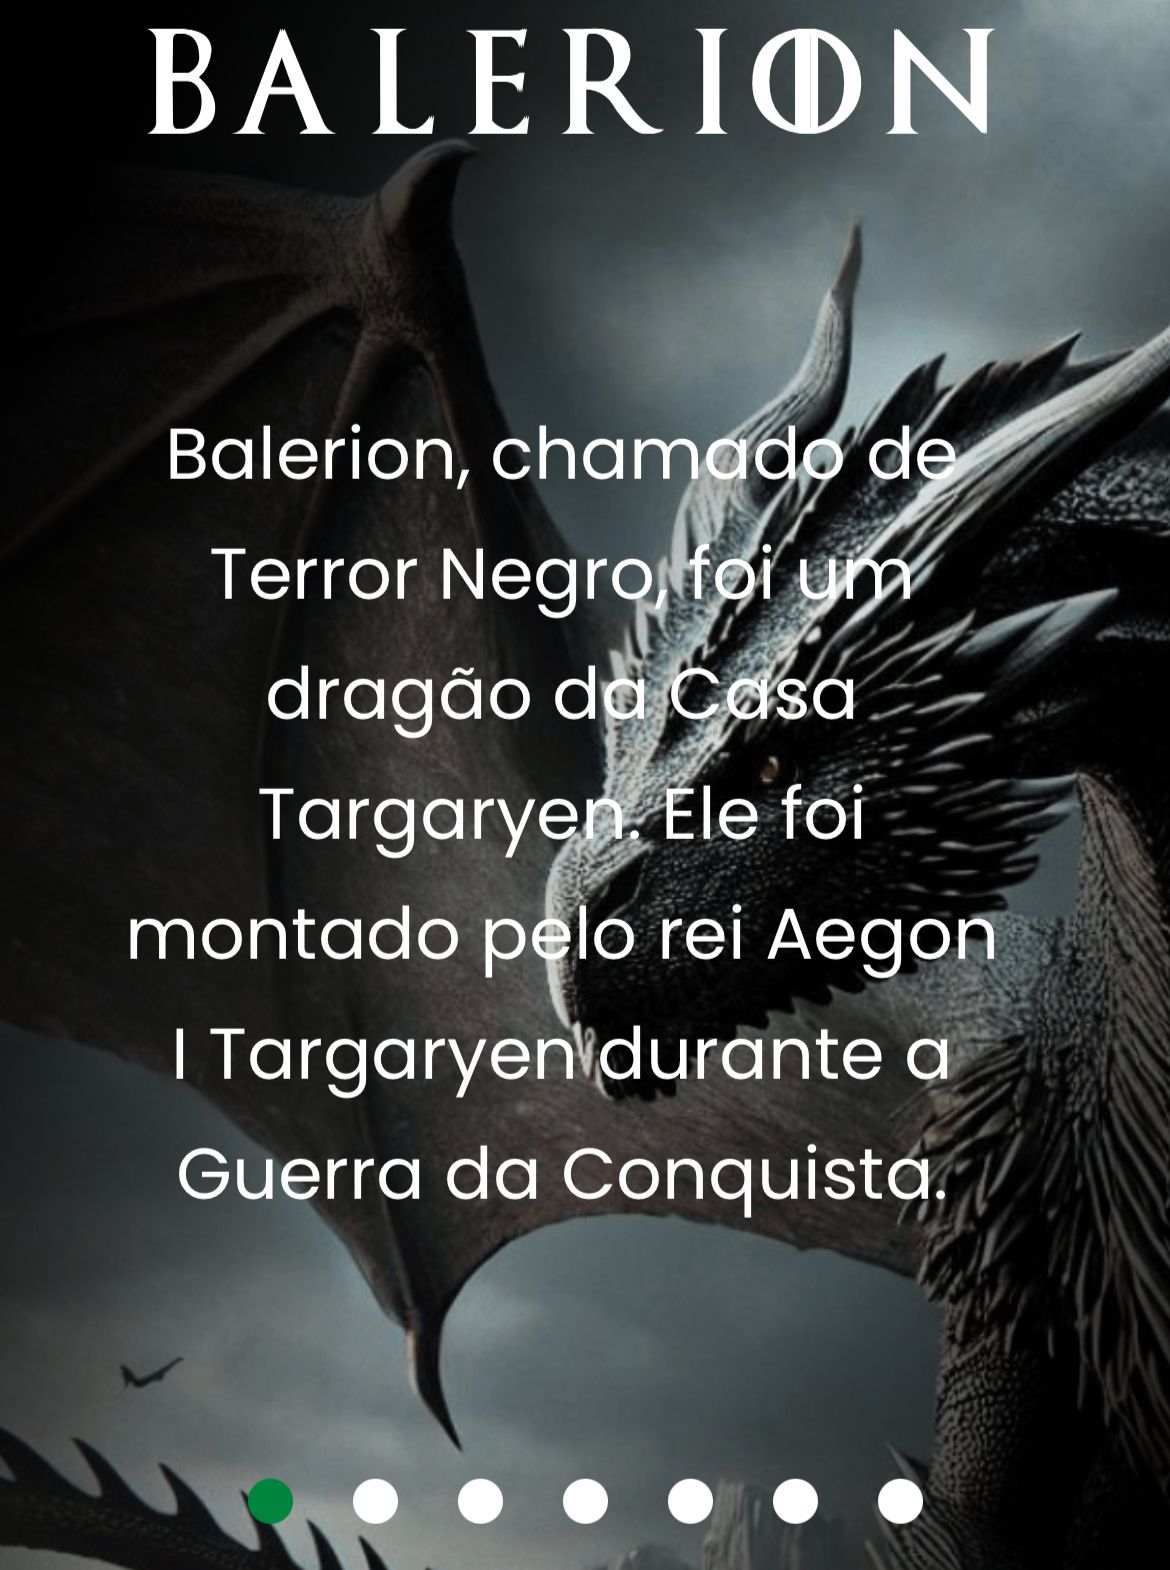 BALERION
Balerion, chamado de
Terror Negro, foi um
dragão da Casa
Targaryen. Ele foi
montado pelo rei Aegon
I Targaryen durante a
Guerra da Conquista.